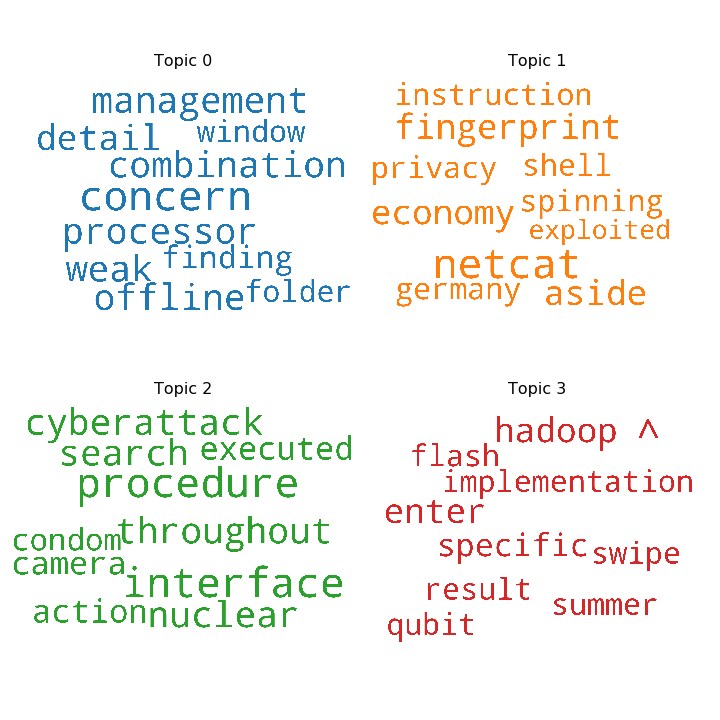 Topic 0
management
detail window
combination
concern
processor
finding
weak
offline folder
Topic 1
instruction
fingerprint
privacy shell
spinning
economy
exploited
netcat
germany aside
Topic 2
cyberattack
search executed
procedure
throughout
condom
camera
interface
action nuclear
Topic 3
hadoop ^
flash
implementation
enter
specific swipe
result
summer
qubit